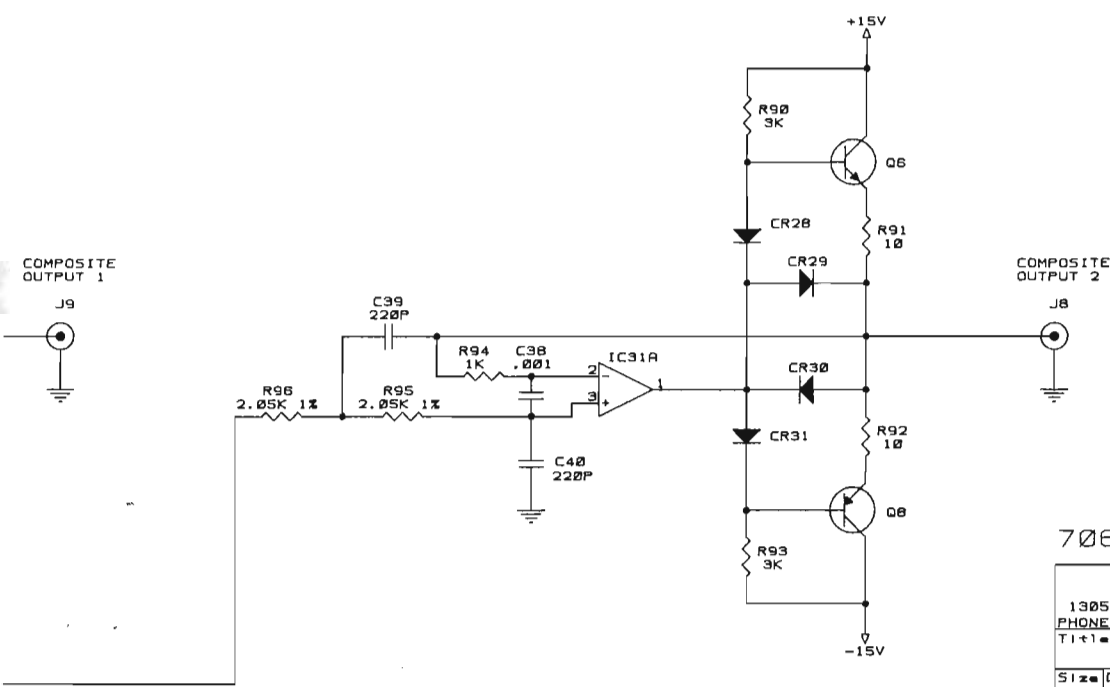 +15V
R90
3K
Q6
CR28
R91
10
CR29
COMPOSITE
OUTPUT 1
J9
COMPOSITE
OUTPUT 2
J8
C39
220P
R94
1K
C38
.001
IC31A
2
-
3
+
1
CR30
R96
2.05K 1%
R95
2.05K 1%
CR31
R92
10
C40
220P
Q8
R93
3K
-15V
706
1305
PHONE
Title
Size